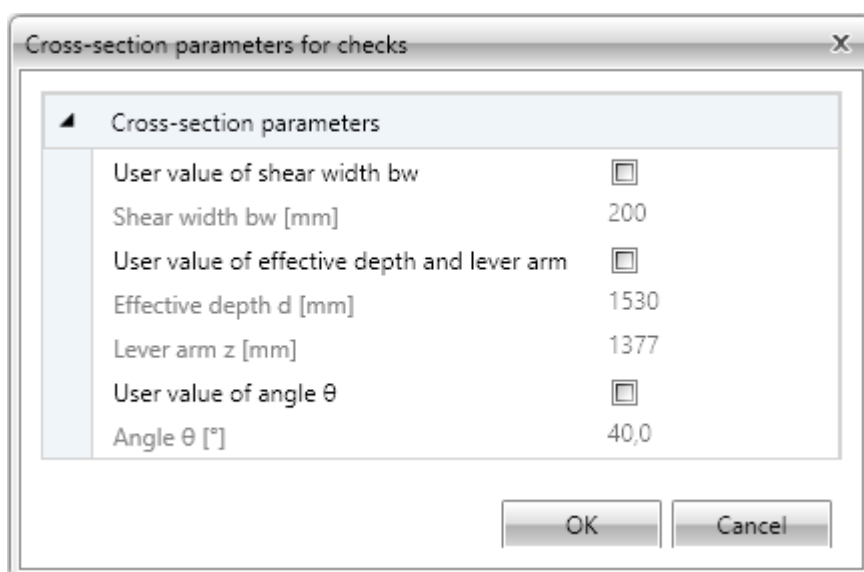 Cross-section parameters for checks
Cross-section parameters
User value of shear width bw
Shear width bw [mm] 200
User value of effective depth and lever arm
Effective depth d [mm] 1530
Lever arm z [mm] 1377
User value of angle θ
Angle θ [°] 40,0
OK Cancel